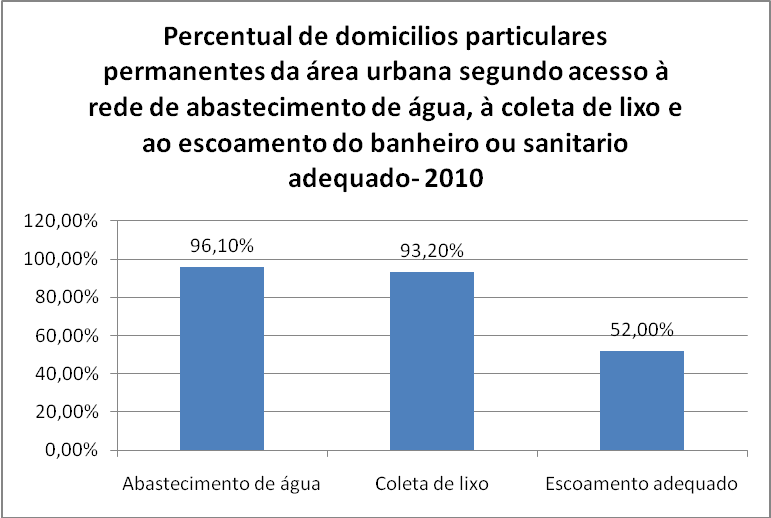 Percentual de domicilios particulares
permanentes da área urbana segundo acesso à
rede de abastecimento de água, à coleta de lixo e
ao escoamento do banheiro ou sanitario
adequado- 2010
120,00%
100,00%
80,00%
60,00%
40,00%
20,00%
0,00%
96,10%
93,20%
52,00%
Abastecimento de água
Coleta de lixo
Escoamento adequado